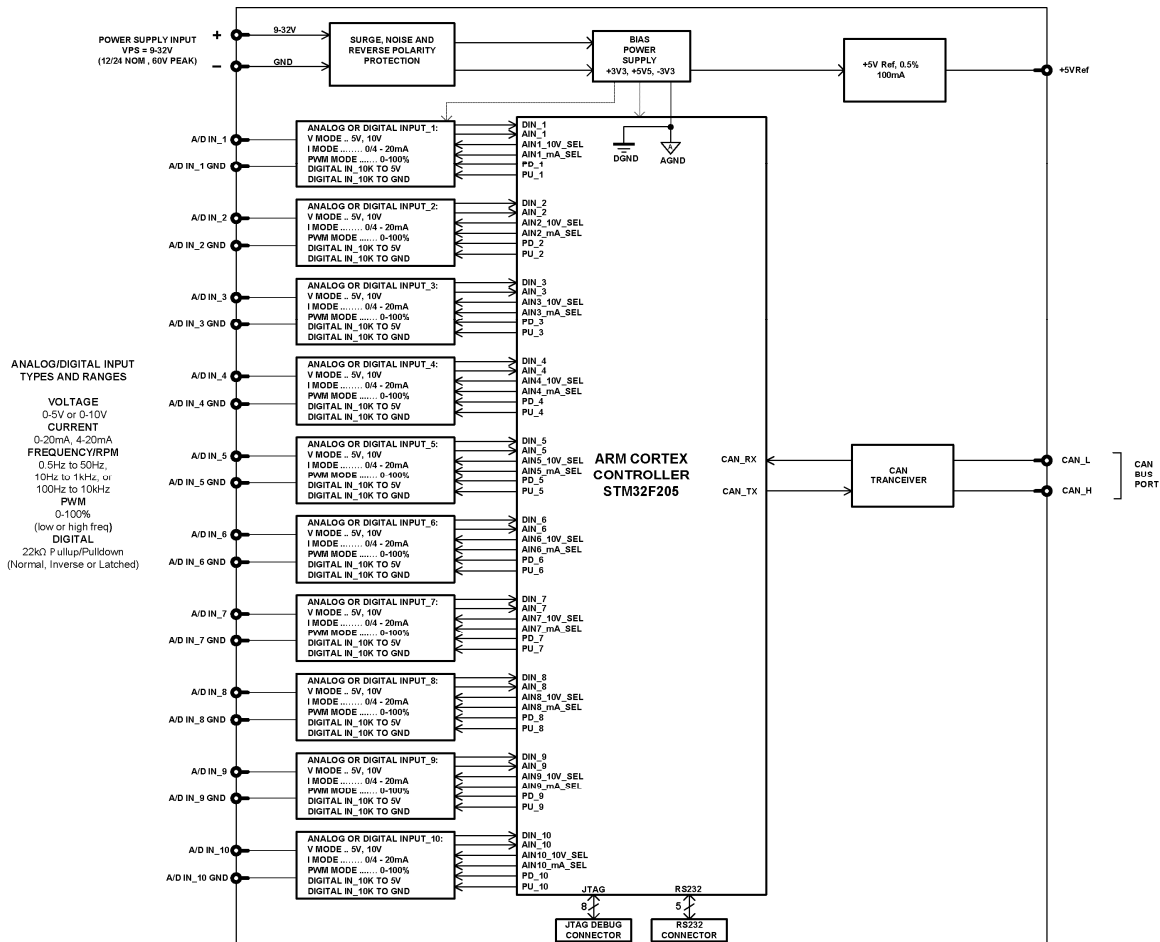 POWER SUPPLY INPUT
VPS = 9-32V
(12/24 NOM , 60V PEAK)
+
−
9-32V
GND
SURGE, NOISE AND
REVERSE POLARITY
PROTECTION
BIAS
POWER
SUPPLY
+3V3, +5V5, -3V3
+5V Ref, 0.5%
100mA
+5VRef
A/D IN_1
A/D IN_1 GND
ANALOG OR DIGITAL INPUT_1:
V MODE .. 5V, 10V
I MODE ........ 0/4 - 20mA
PWM MODE ....... 0-100%
DIGITAL IN_10K TO 5V
DIGITAL IN_10K TO GND
DIN_1
AIN_1
AIN1_10V_SEL
AIN1_mA_SEL
PD_1
PU_1
DGND
A
AGND
A/D IN_2
A/D IN_2 GND
ANALOG OR DIGITAL INPUT_2:
V MODE .. 5V, 10V
I MODE ........ 0/4 - 20mA
PWM MODE ....... 0-100%
DIGITAL IN_10K TO 5V
DIGITAL IN_10K TO GND
DIN_2
AIN_2
AIN2_10V_SEL
AIN2_mA_SEL
PD_2
PU_2
A/D IN_3
A/D IN_3 GND
ANALOG OR DIGITAL INPUT_3:
V MODE .. 5V, 10V
I MODE ........ 0/4 - 20mA
PWM MODE ....... 0-100%
DIGITAL IN_10K TO 5V
DIGITAL IN_10K TO GND
DIN_3
AIN_3
AIN3_10V_SEL
AIN3_mA_SEL
PD_3
PU_3
A/D IN_4
A/D IN_4 GND
ANALOG OR DIGITAL INPUT_4:
V MODE .. 5V, 10V
I MODE ........ 0/4 - 20mA
PWM MODE ....... 0-100%
DIGITAL IN_10K TO 5V
DIGITAL IN_10K TO GND
DIN_4
AIN_4
AIN4_10V_SEL
AIN4_mA_SEL
PD_4
PU_4
ANALOG/DIGITAL INPUT
TYPES AND RANGES
VOLTAGE
0-5V or 0-10V
CURRENT
0-20mA, 4-20mA
FREQUENCY/RPM
0.5Hz to 50Hz,
10Hz to 1kHz, or
100Hz to 10kHz
PWM
0-100%
(low or high freq)
DIGITAL
22kΩ Pullup/Pulldown
(Normal, Inverse or Latched)
A/D IN_5
A/D IN_5 GND
ANALOG OR DIGITAL INPUT_5:
V MODE .. 5V, 10V
I MODE ........ 0/4 - 20mA
PWM MODE ....... 0-100%
DIGITAL IN_10K TO 5V
DIGITAL IN_10K TO GND
DIN_5
AIN_5
AIN5_10V_SEL
AIN5_mA_SEL
PD_5
PU_5
ARM CORTEX
CONTROLLER
STM32F205
CAN_RX
CAN_TX
CAN
TRANCEIVER
CAN_L
CAN_H
CAN
BUS
PORT
A/D IN_6
A/D IN_6 GND
ANALOG OR DIGITAL INPUT_6:
V MODE .. 5V, 10V
I MODE ........ 0/4 - 20mA
PWM MODE ....... 0-100%
DIGITAL IN_10K TO 5V
DIGITAL IN_10K TO GND
DIN_6
AIN_6
AIN6_10V_SEL
AIN6_mA_SEL
PD_6
PU_6
A/D IN_7
A/D IN_7 GND
ANALOG OR DIGITAL INPUT_7:
V MODE .. 5V, 10V
I MODE ........ 0/4 - 20mA
PWM MODE ....... 0-100%
DIGITAL IN_10K TO 5V
DIGITAL IN_10K TO GND
DIN_7
AIN_7
AIN7_10V_SEL
AIN7_mA_SEL
PD_7
PU_7
A/D IN_8
A/D IN_8 GND
ANALOG OR DIGITAL INPUT_8:
V MODE .. 5V, 10V
I MODE ........ 0/4 - 20mA
PWM MODE ....... 0-100%
DIGITAL IN_10K TO 5V
DIGITAL IN_10K TO GND
DIN_8
AIN_8
AIN8_10V_SEL
AIN8_mA_SEL
PD_8
PU_8
A/D IN_9
A/D IN_9 GND
ANALOG OR DIGITAL INPUT_9:
V MODE .. 5V, 10V
I MODE ........ 0/4 - 20mA
PWM MODE ....... 0-100%
DIGITAL IN_10K TO 5V
DIGITAL IN_10K TO GND
DIN_9
AIN_9
AIN9_10V_SEL
AIN9_mA_SEL
PD_9
PU_9
A/D IN_10
A/D IN_10 GND
ANALOG OR DIGITAL INPUT_10:
V MODE .. 5V, 10V
I MODE ........ 0/4 - 20mA
PWM MODE ....... 0-100%
DIGITAL IN_10K TO 5V
DIGITAL IN_10K TO GND
DIN_10
AIN_10
AIN10_10V_SEL
AIN10_mA_SEL
PD_10
PU_10
JTAG
RS232
8
5
JTAG DEBUG
CONNECTOR
RS232
CONNECTOR